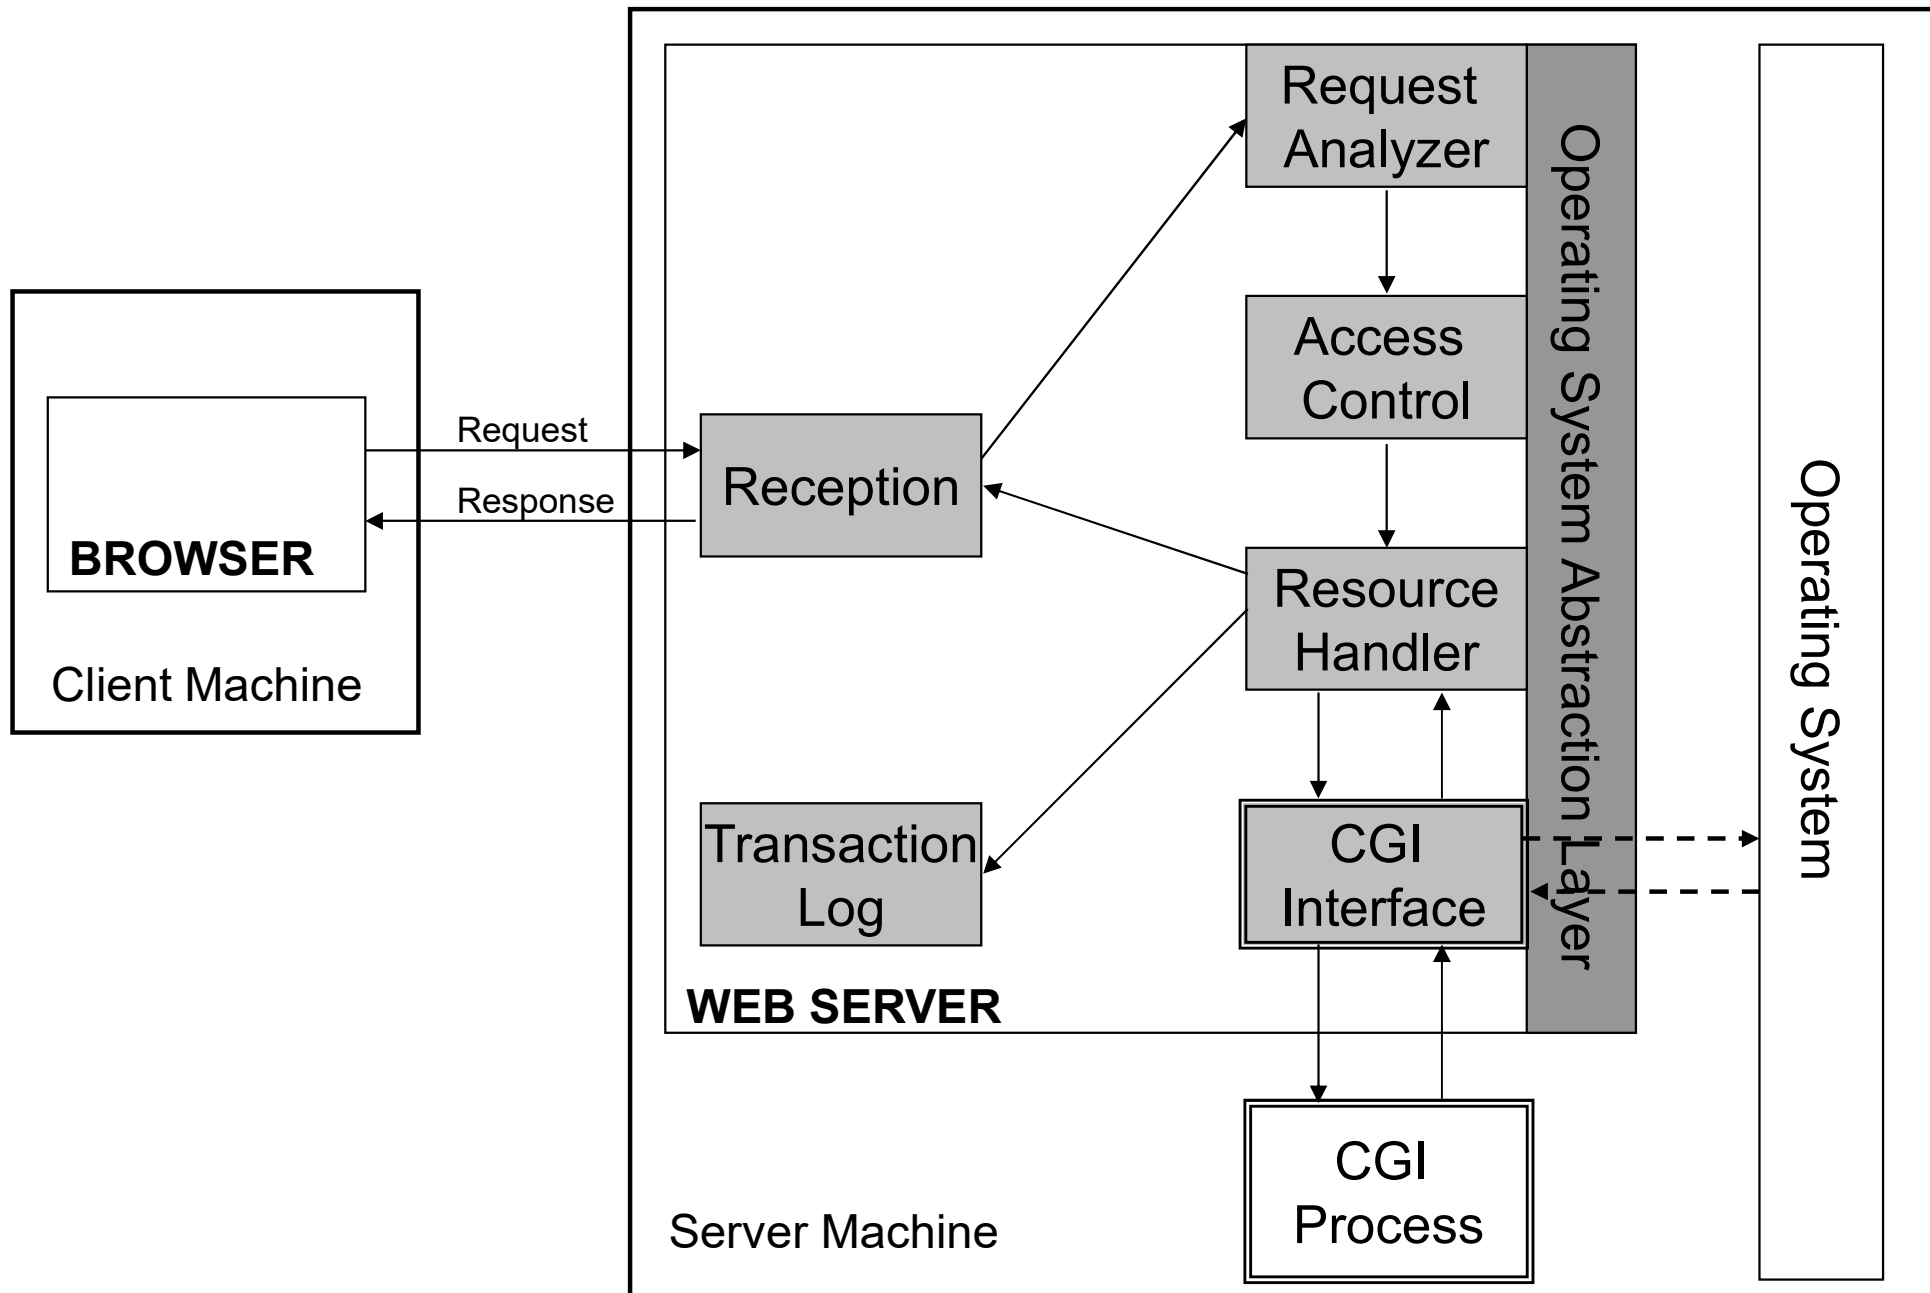 Request
Analyzer
Access
Control
Request
Response
Reception
BROWSER
Resource
Handler
Client Machine
Transaction
Log
CGI
Interface
WEB SERVER
Operating System Abstraction Layer
Operating System
CGI
Process
Server Machine